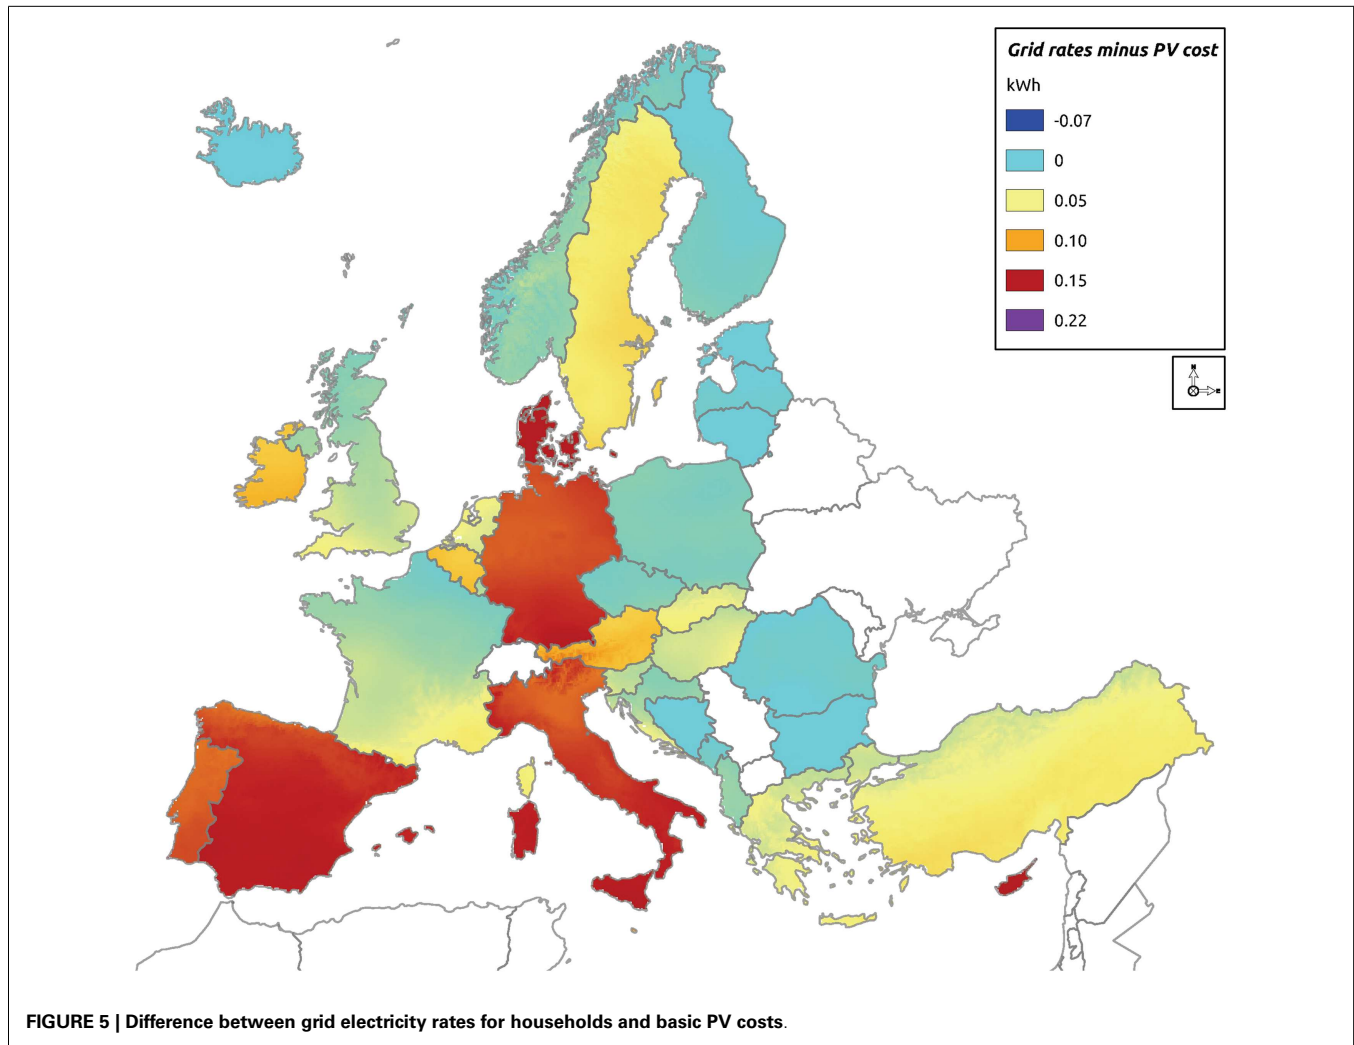 Grid rates minus PV cost
kWh
-0.07
0
0.05
0.10
0.15
0.22
N
E
FIGURE 5 | Difference between grid electricity rates for households and basic PV costs.